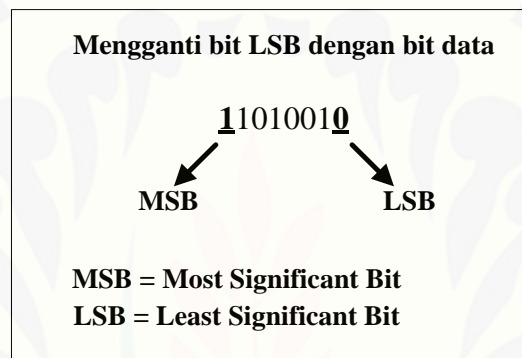 Mengganti bit LSB dengan bit data
11010010
MSB LSB
MSB = Most Significant Bit
LSB = Least Significant Bit